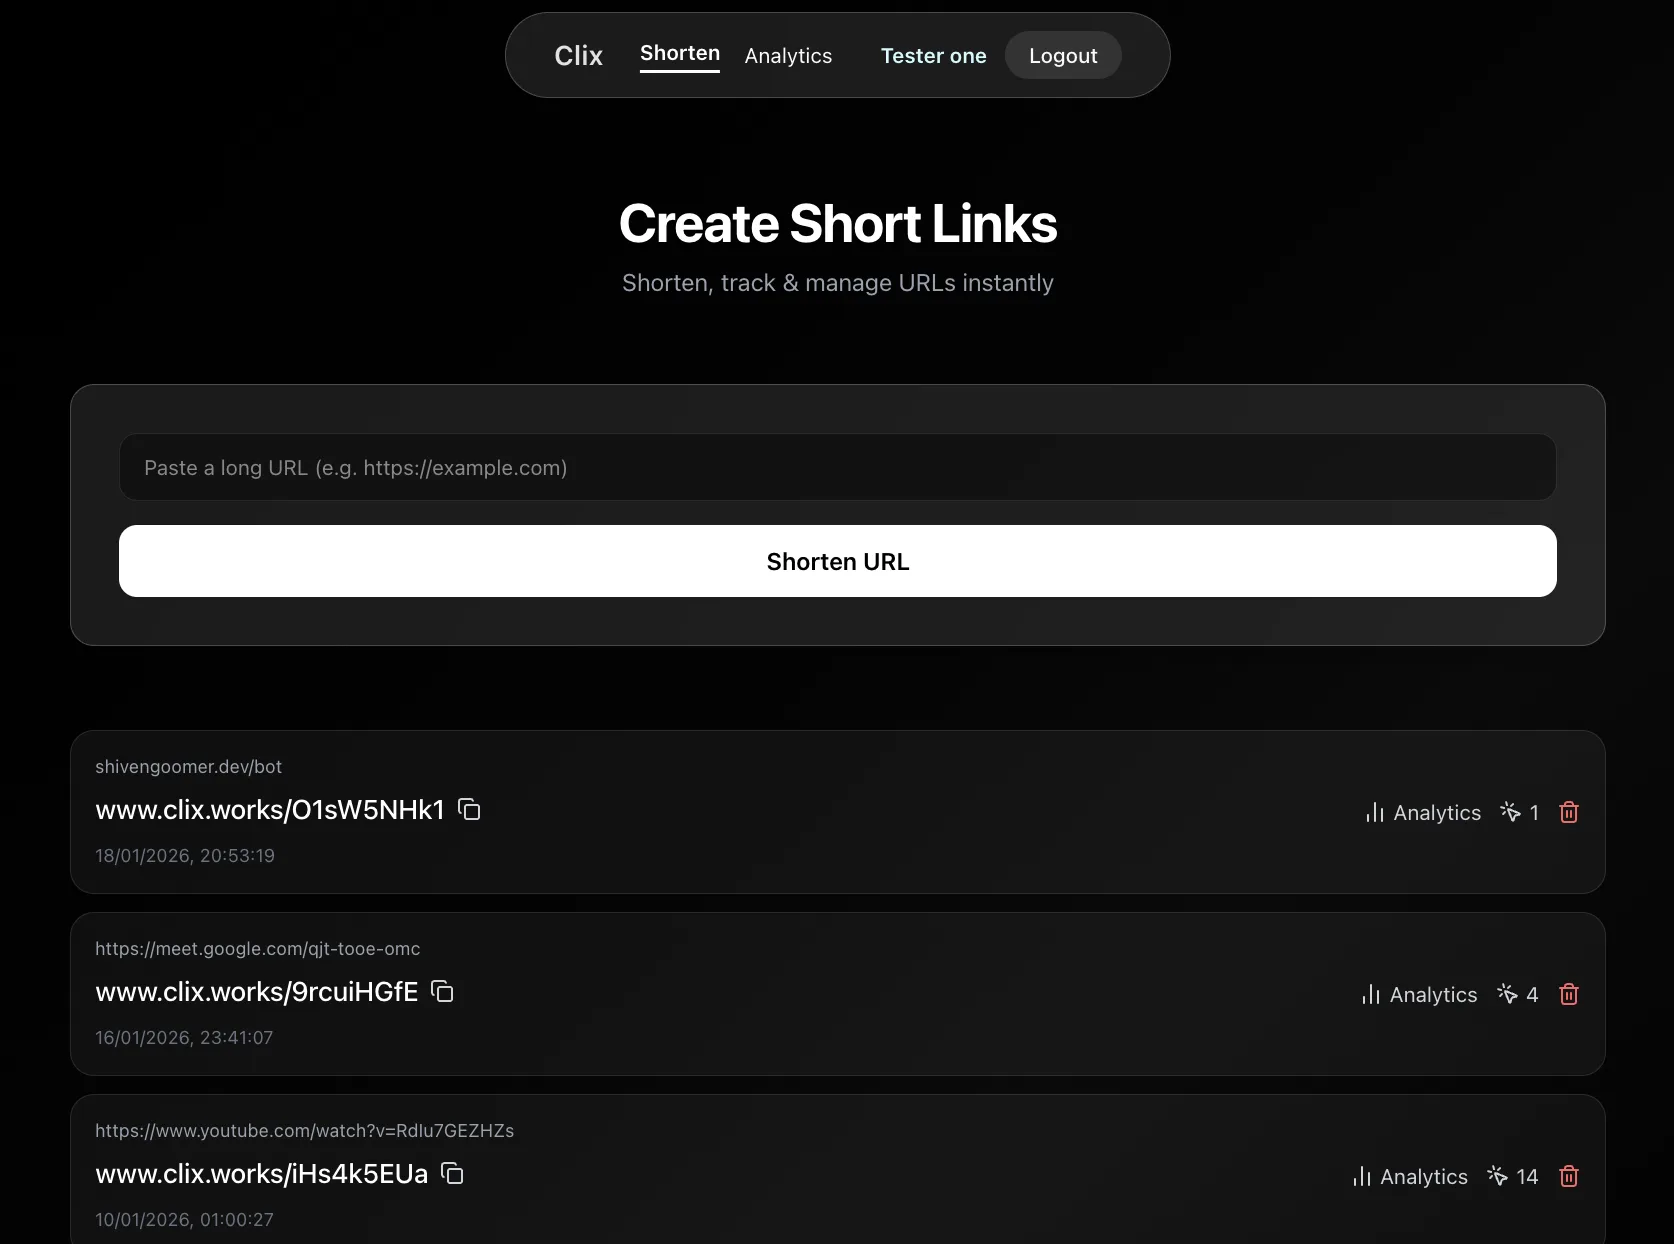 Clix Shorten Analytics Tester one Logout
Create Short Links
Shorten, track & manage URLs instantly
Paste a long URL (e.g. https://example.com)
Shorten URL
shivengoomer.dev/bot
www.clix.works/O1sW5NHk1
Analytics 1
18/01/2026, 20:53:19
https://meet.google.com/qjt-tooe-omc
www.clix.works/9rcuiHGfE
Analytics 4
16/01/2026, 23:41:07
https://www.youtube.com/watch?v=Rdlu7GEZHZs
www.clix.works/iHs4k5EUa
Analytics 14
10/01/2026, 01:00:27